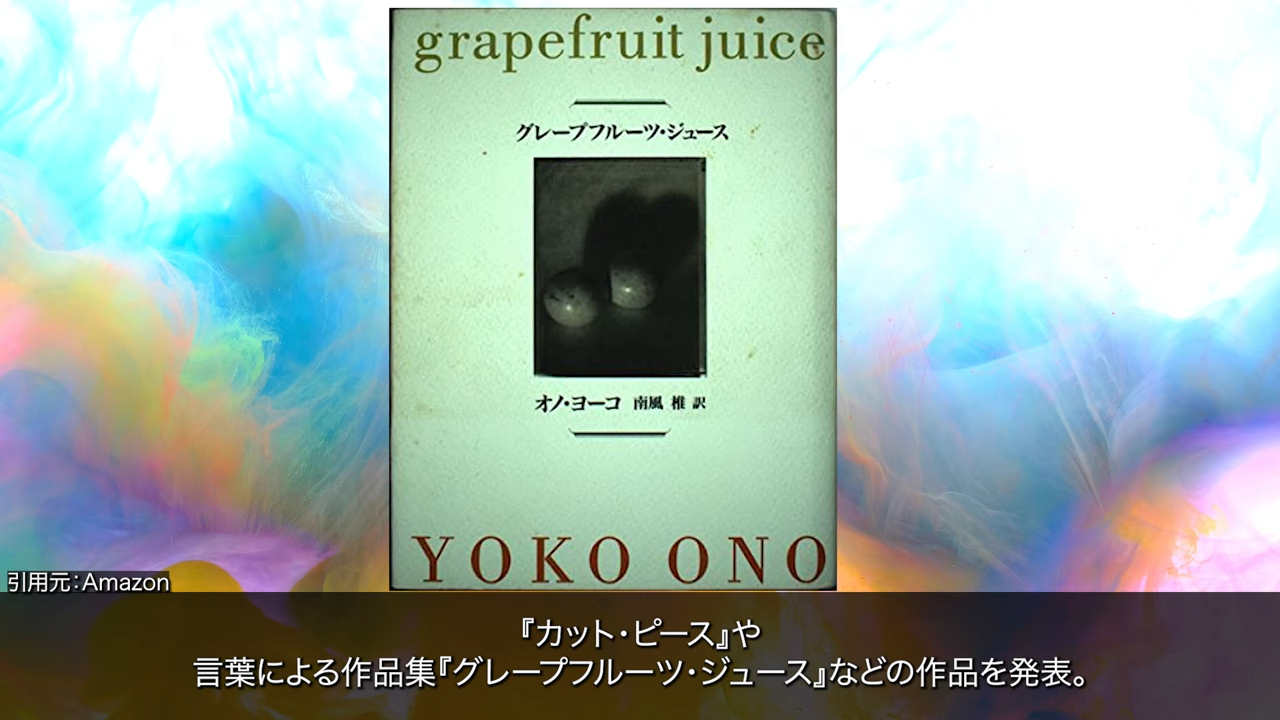 grapefruit juice
グレープフルーツ・ジュース
オノ・ヨーコ 南風 椎 訳
YOKO ONO
引用元：Amazon
『カット・ピース』や
言葉による作品集『グレープフルーツ・ジュース』などの作品を発表。